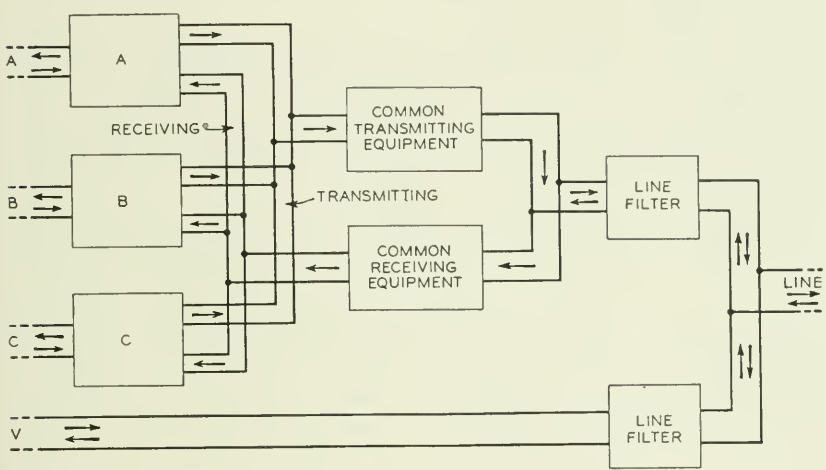 A
A
RECEIVING
COMMON
TRANSMITTING
EQUIPMENT
B
B
TRANSMITTING
LINE
FILTER
COMMON
RECEIVING
EQUIPMENT
LINE
C
C
V
LINE
FILTER